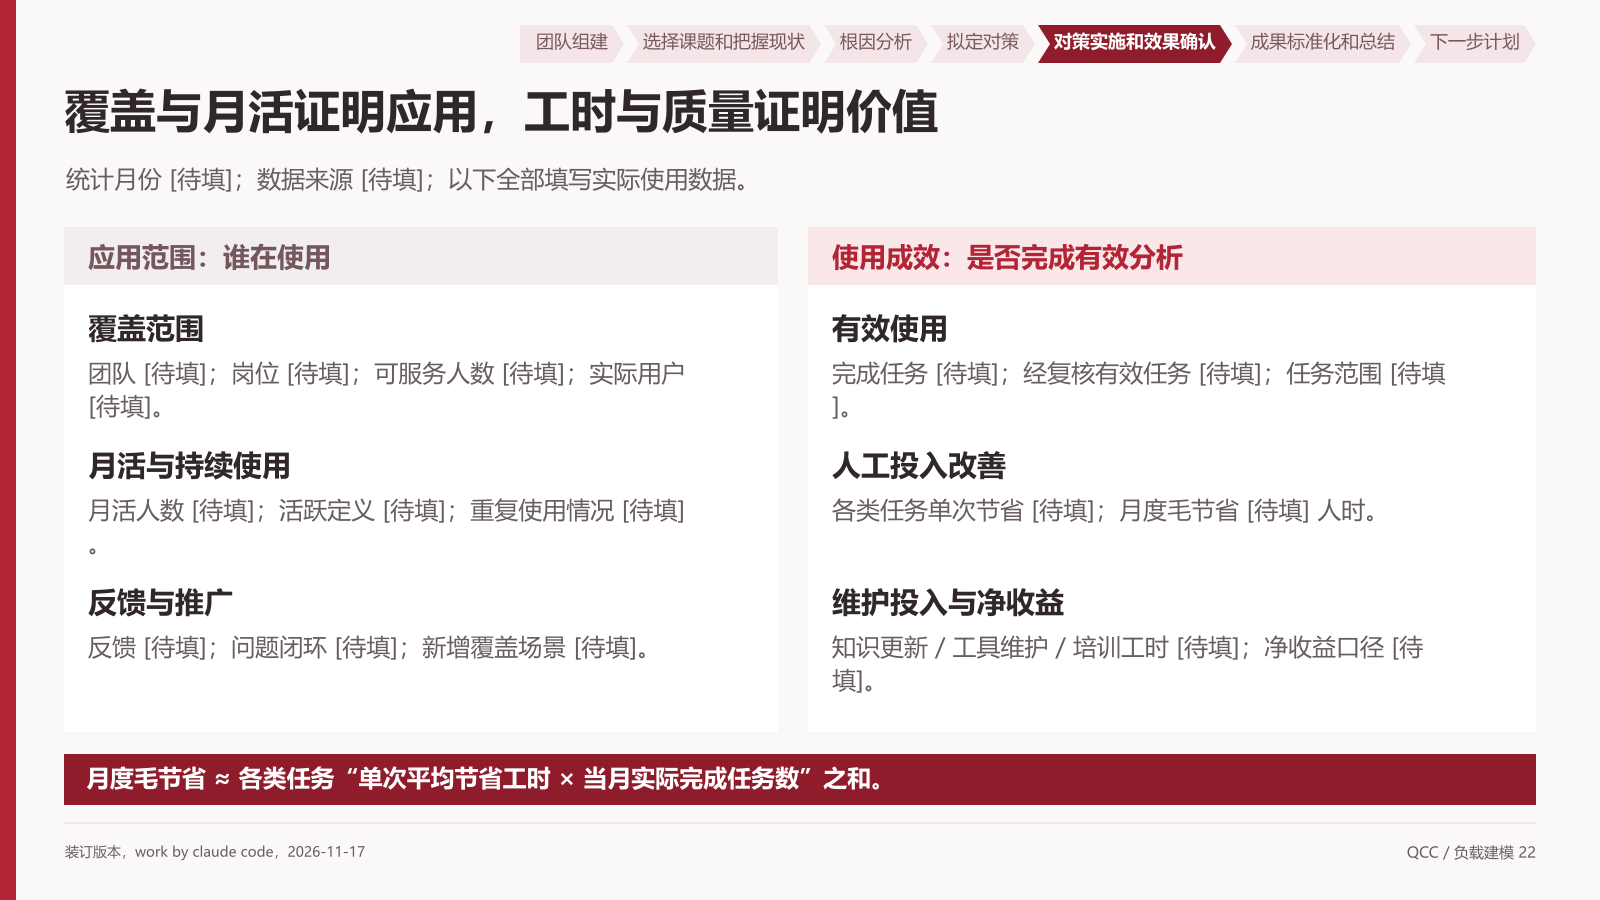 团队组建
选择课题和把握现状
根因分析
拟定对策
对策实施和效果确认
成果标准化和总结
下一步计划
覆盖与月活证明应用，工时与质量证明价值
统计月份 [待填]；数据来源 [待填]；以下全部填写实际使用数据。
应用范围：谁在使用
覆盖范围
团队 [待填]；岗位 [待填]；可服务人数 [待填]；实际用户
[待填]。
月活与持续使用
月活人数 [待填]；活跃定义 [待填]；重复使用情况 [待填]
。
反馈与推广
反馈 [待填]；问题闭环 [待填]；新增覆盖场景 [待填]。
使用成效：是否完成有效分析
有效使用
完成任务 [待填]；经复核有效任务 [待填]；任务范围 [待填
]。
人工投入改善
各类任务单次节省 [待填]；月度毛节省 [待填] 人时。
维护投入与净收益
知识更新 / 工具维护 / 培训工时 [待填]；净收益口径 [待
填]。
月度毛节省 ≈ 各类任务“单次平均节省工时 × 当月实际完成任务数”之和。
装订版本，work by claude code，2026-11-17
QCC / 负载建模 22